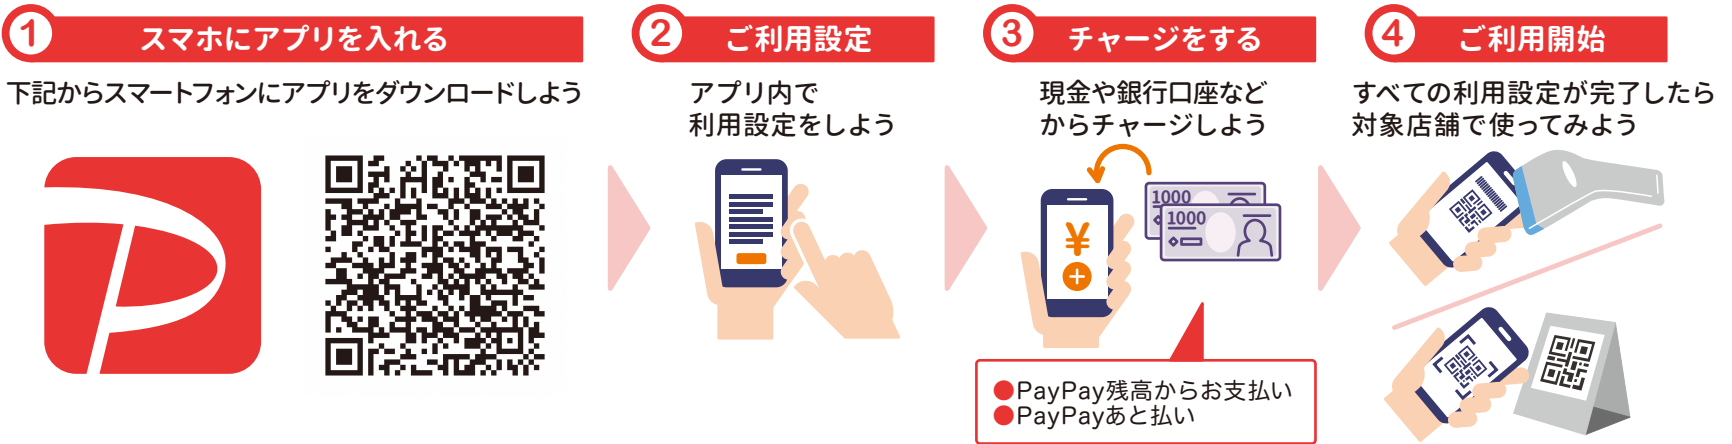 1 スマホにアプリを入れる
下記からスマートフォンにアプリをダウンロードしよう
2 ご利用設定
アプリ内で
利用設定をしよう
3 チャージをする
現金や銀行口座など
からチャージしよう
¥
+
1000
1000
●PayPay残高からお支払い
●PayPayあと払い
4 ご利用開始
すべての利用設定が完了したら
対象店舗で使ってみよう